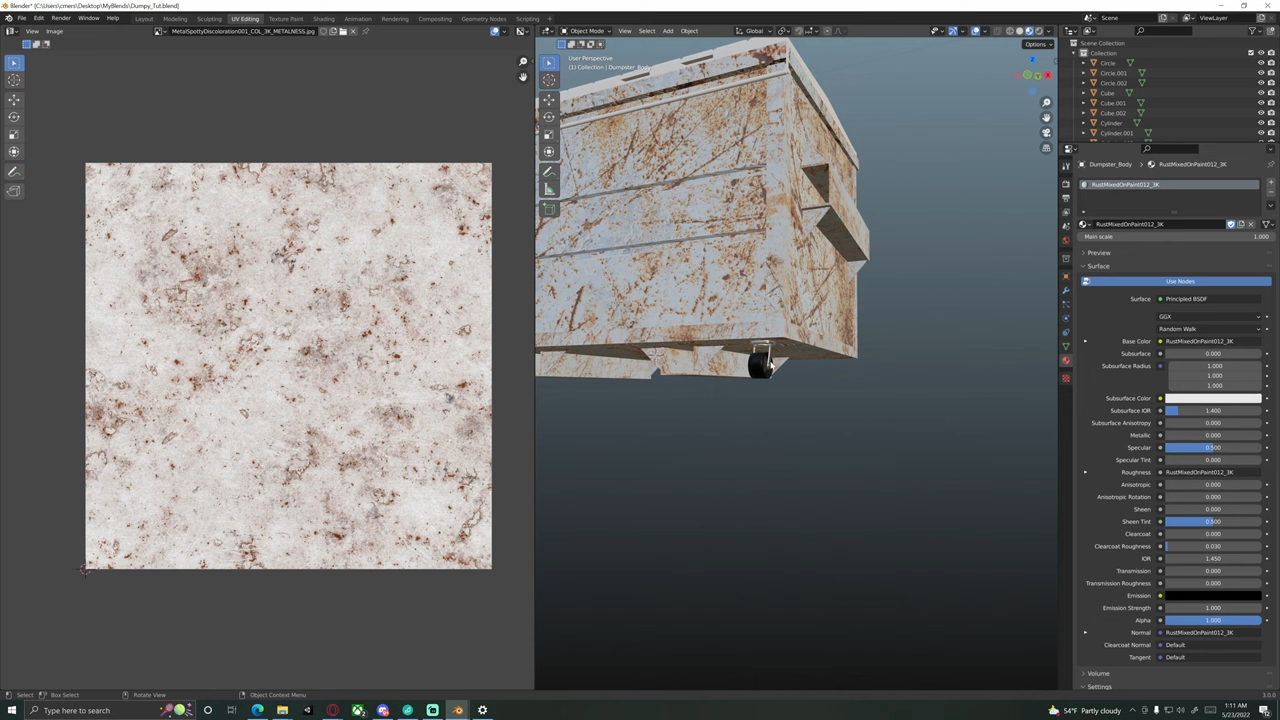 Blender* [C:\Users\cmers\Desktop\MyBlends\Dumpy_Tut.blend]
File Edit Render Window Help
Layout Modeling Sculpting UV Editing Texture Paint Shading Animation Rendering Compositing Geometry Nodes Scripting
Scene
ViewLayer
View Image
MetalSpottyDiscoloration001_COL_3K_METALNESS.jpg
Object Mode View Select Add Object
Global
Options
User Perspective
(1) Collection | Dumpster_Body
Scene Collection
Collection
Circle
Circle.001
Circle.002
Cube
Cube.001
Cube.002
Cylinder
Cylinder.001
Dumpster_Body > RustMixedOnPaint012_3K
RustMixedOnPaint012_3K
RustMixedOnPaint012_3K
Main scale 1.000
Preview
Surface
Use Nodes
Surface Principled BSDF
GGX
Random Walk
Base Color RustMixedOnPaint012_3K
Subsurface 0.000
Subsurface Radius 1.000
1.000
1.000
Subsurface Color
Subsurface IOR 1.400
Subsurface Anisotropy 0.000
Metallic 0.000
Specular 0.500
Specular Tint 0.000
Roughness RustMixedOnPaint012_3K
Anisotropic 0.000
Anisotropic Rotation 0.000
Sheen 0.000
Sheen Tint 0.500
Clearcoat 0.000
Clearcoat Roughness 0.030
IOR 1.450
Transmission 0.000
Transmission Roughness 0.000
Emission
Emission Strength 1.000
Alpha 1.000
Normal RustMixedOnPaint012_3K
Clearcoat Normal Default
Tangent Default
Volume
Settings
Select Box Select Rotate View Object Context Menu
3.0.0
Type here to search
54°F Partly cloudy
1:11 AM
5/23/2022